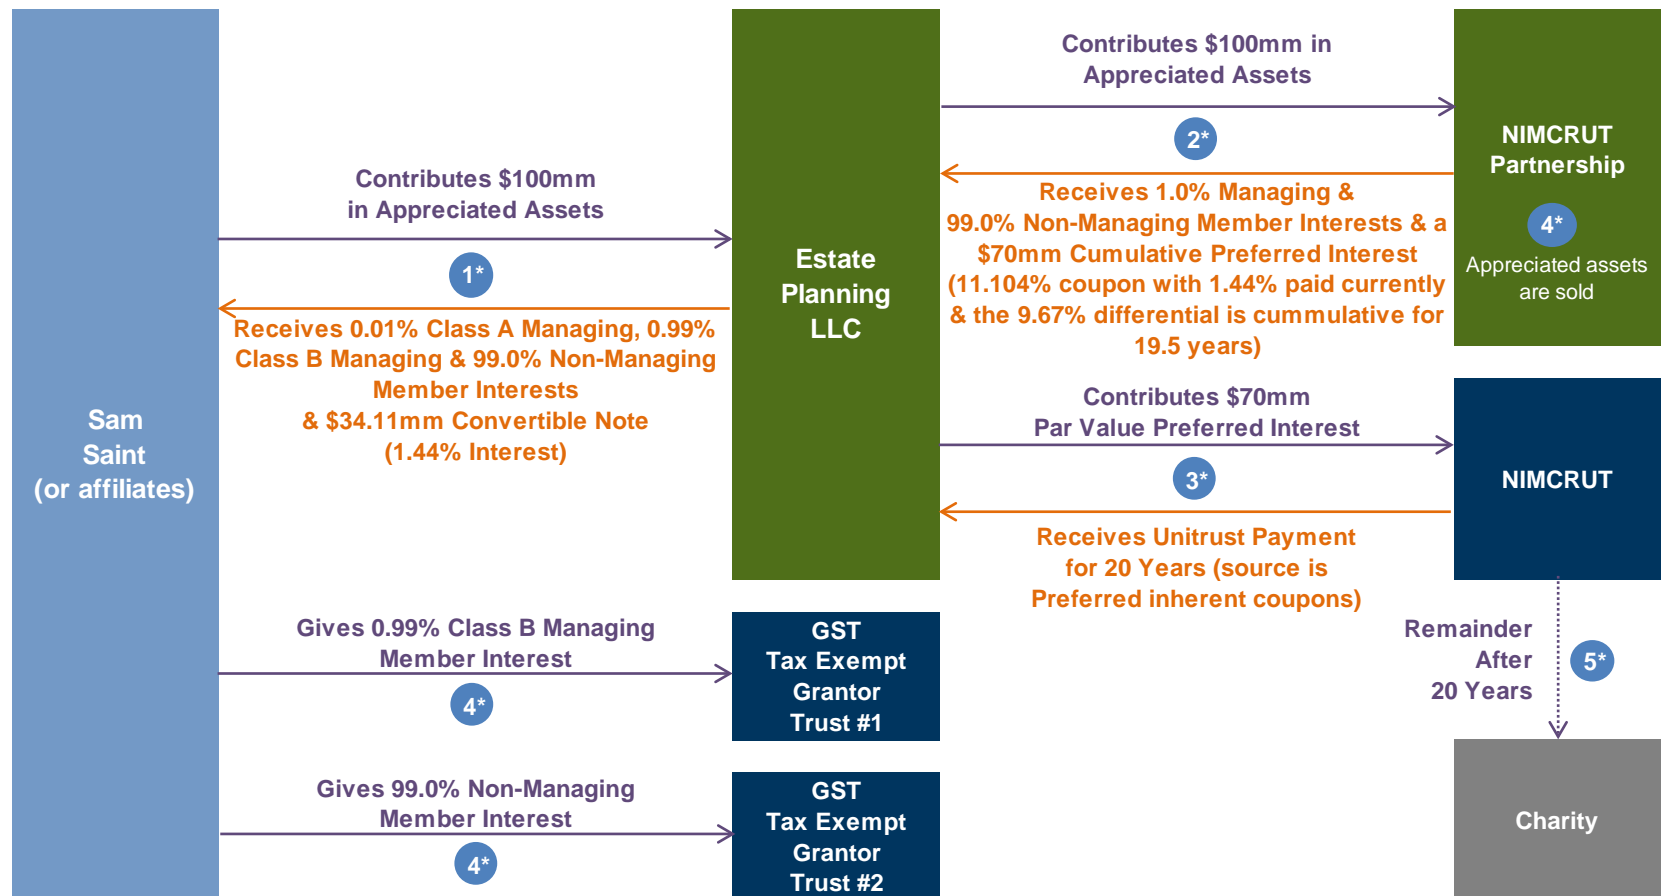 Sam
Saint
(or affiliates)
Contributes $100mm
in Appreciated Assets
1*
Receives 0.01% Class A Managing, 0.99%
Class B Managing & 99.0% Non-Managing
Member Interests
& $34.11mm Convertible Note
(1.44% Interest)
Estate
Planning
LLC
Contributes $100mm in
Appreciated Assets
2*
Receives 1.0% Managing &
99.0% Non-Managing Member Interests & a
$70mm Cumulative Preferred Interest
(11.104% coupon with 1.44% paid currently
& the 9.67% differential is cummulative for
19.5 years)
NIMCRUT
Partnership
4*
Appreciated assets
are sold
Contributes $70mm
Par Value Preferred Interest
3*
Receives Unitrust Payment
for 20 Years (source is
Preferred inherent coupons)
NIMCRUT
Gives 0.99% Class B Managing
Member Interest
4*
GST
Tax Exempt
Grantor
Trust #1
Remainder
After
20 Years
5*
Gives 99.0% Non-Managing
Member Interest
4*
GST
Tax Exempt
Grantor
Trust #2
Charity